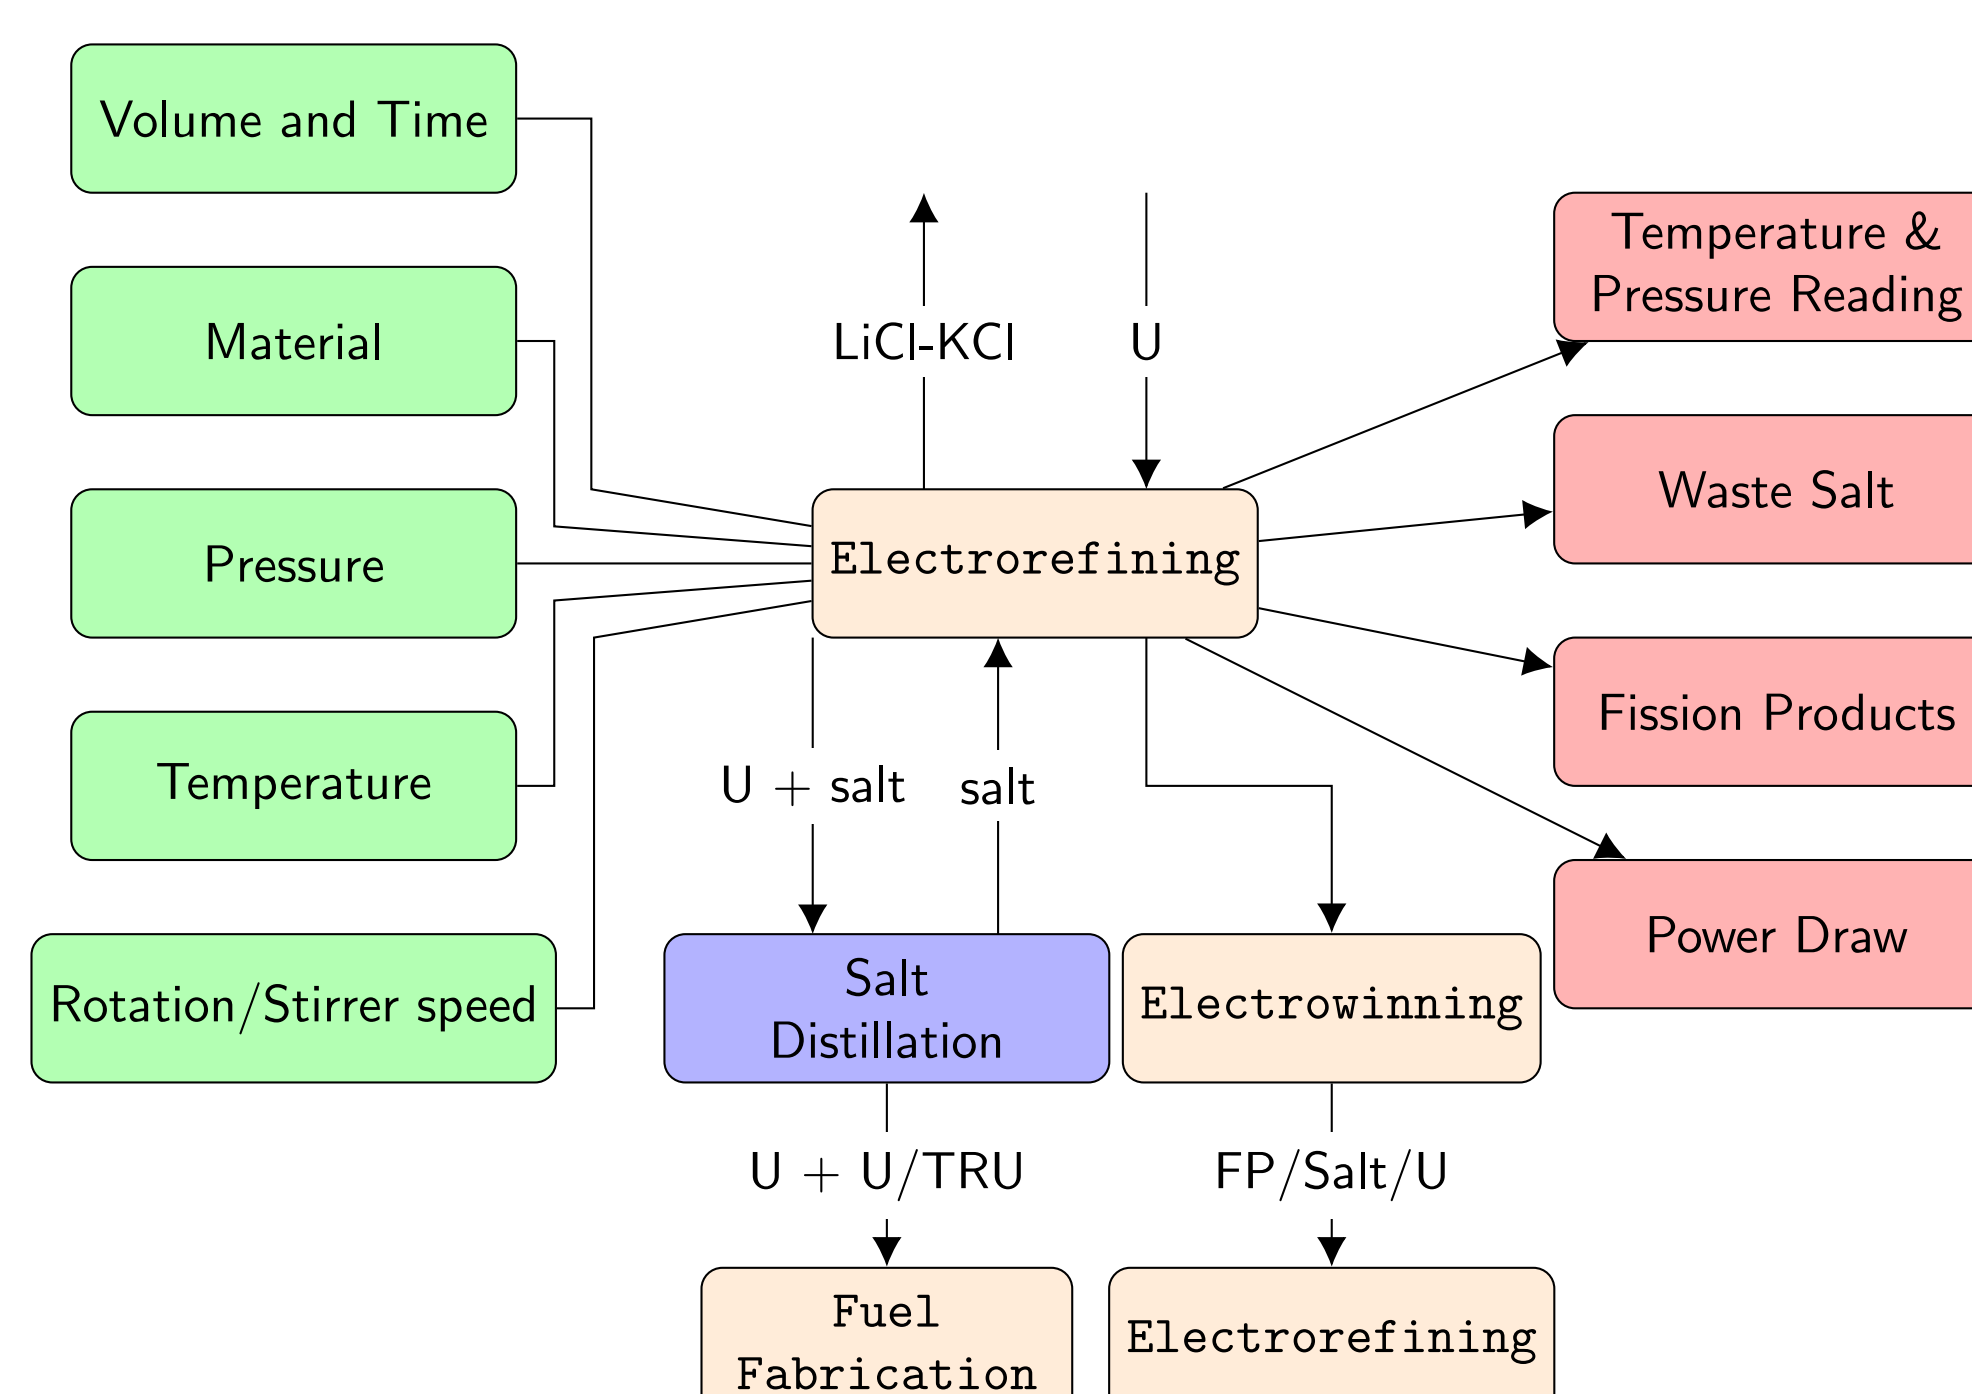 Volume and Time
Material
Pressure
Temperature
Rotation/Stirrer speed
LiCl-KCl
U
Electrorefining
U + salt
salt
Salt
Distillation
Electrowinning
U + U/TRU
FP/Salt/U
Fuel
Fabrication
Electrorefining
Temperature &
Pressure Reading
Waste Salt
Fission Products
Power Draw